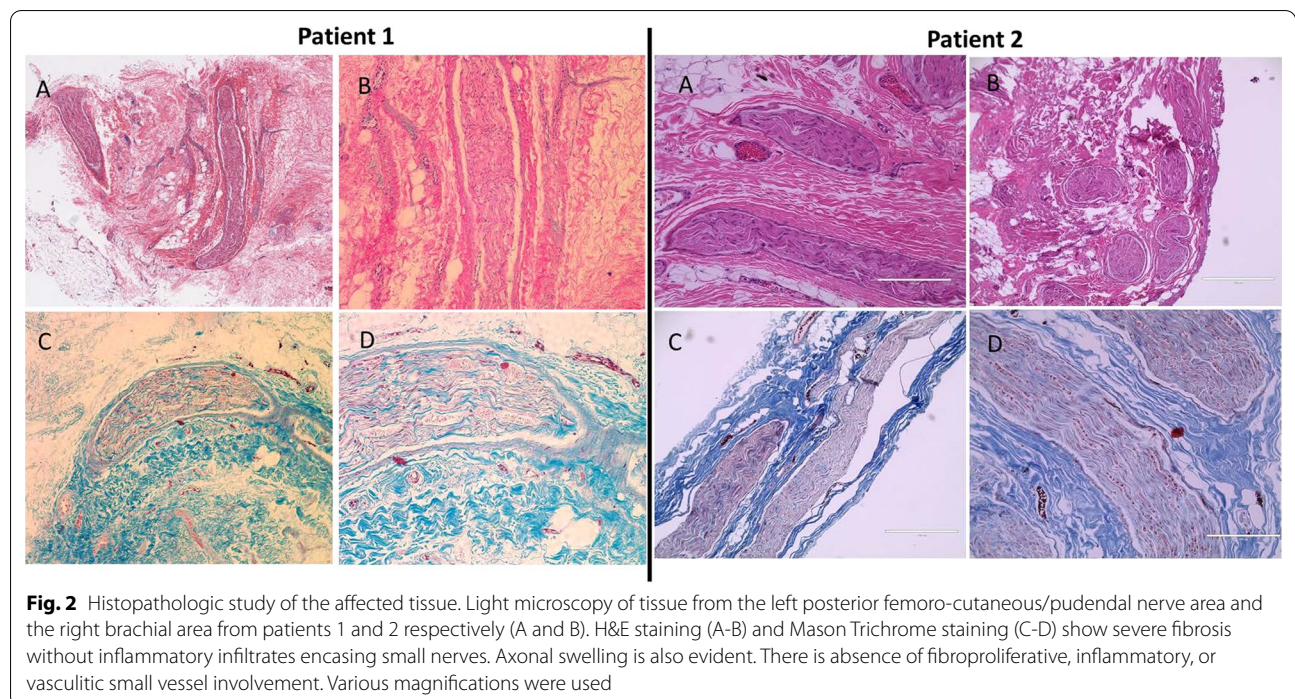 Patient 1
Patient 2
A
B
A
B
C
D
C
D
Fig. 2 Histopathologic study of the affected tissue. Light microscopy of tissue from the left posterior femoro-cutaneous/pudendal nerve area and
the right brachial area from patients 1 and 2 respectively (A and B). H&E staining (A-B) and Mason Trichrome staining (C-D) show severe fibrosis
without inflammatory infiltrates encasing small nerves. Axonal swelling is also evident. There is absence of fibroproliferative, inflammatory, or
vasculitic small vessel involvement. Various magnifications were used